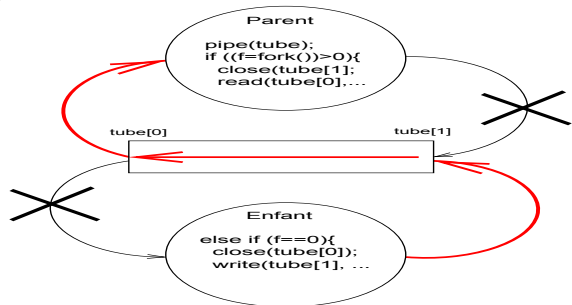 Parent
pipe(tube);
if ((f=fork())>0){
close(tube[1];
read(tube[0],...
tube[0]
tube[1]
Enfant
else if (f==0){
close(tube[0]);
write(tube[1], ...